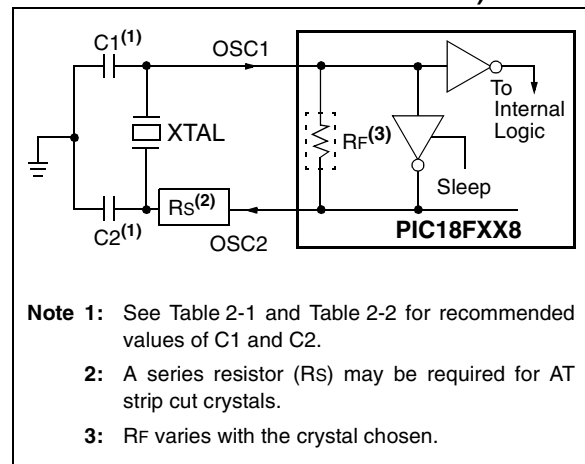 C1(1)
OSC1
To
Internal
Logic
XTAL
RF(3)
Sleep
RS(2)
C2(1)
OSC2
PIC18FXX8
Note 1: See Table 2-1 and Table 2-2 for recommended
values of C1 and C2.
2: A series resistor (RS) may be required for AT
strip cut crystals.
3: RF varies with the crystal chosen.